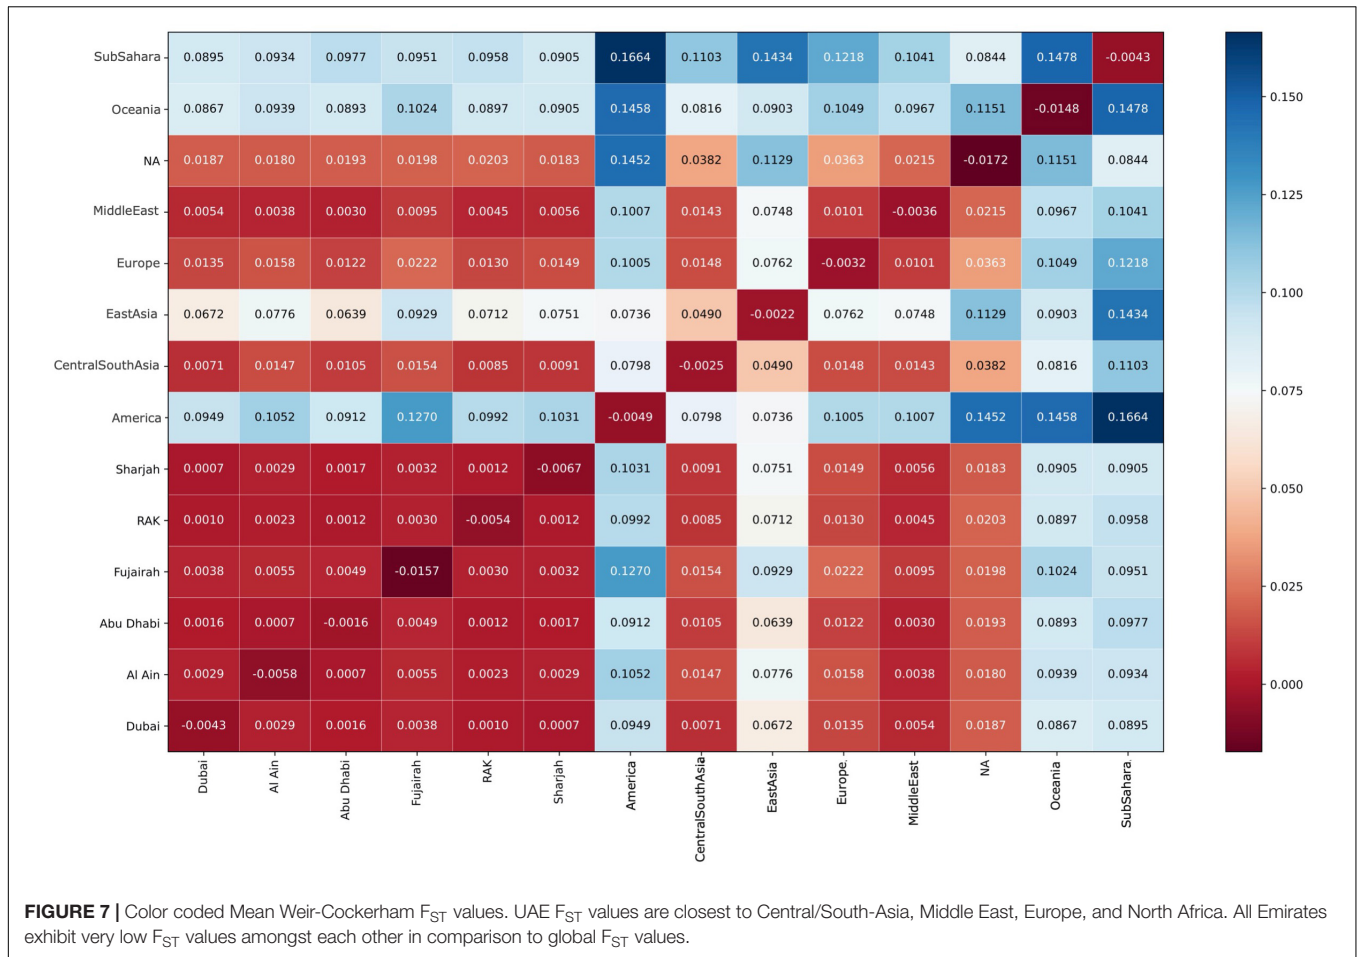 SubSahara 0.0895 0.0934 0.0977 0.0951 0.0958 0.0905 0.1664 0.1103 0.1434 0.1218 0.1041 0.0844 0.1478 -0.0043
0.150
Oceania 0.0867 0.0939 0.0893 0.1024 0.0897 0.0905 0.1458 0.0816 0.0903 0.1049 0.0967 0.1151 -0.0148 0.1478
NA 0.0187 0.0180 0.0193 0.0198 0.0203 0.0183 0.1452 0.0382 0.1129 0.0363 0.0215 -0.0172 0.1151 0.0844
0.125
MiddleEast 0.0054 0.0038 0.0030 0.0095 0.0045 0.0056 0.1007 0.0143 0.0748 0.0101 -0.0036 0.0215 0.0967 0.1041
Europe 0.0135 0.0158 0.0122 0.0222 0.0130 0.0149 0.1005 0.0148 0.0762 -0.0032 0.0101 0.0363 0.1049 0.1218
0.100
EastAsia 0.0672 0.0776 0.0639 0.0929 0.0712 0.0751 0.0736 0.0490 -0.0022 0.0762 0.0748 0.1129 0.0903 0.1434
CentralSouthAsia 0.0071 0.0147 0.0105 0.0154 0.0085 0.0091 0.0798 -0.0025 0.0490 0.0148 0.0143 0.0382 0.0816 0.1103
0.075
America 0.0949 0.1052 0.0912 0.1270 0.0992 0.1031 -0.0049 0.0798 0.0736 0.1005 0.1007 0.1452 0.1458 0.1664
Sharjah 0.0007 0.0029 0.0017 0.0032 0.0012 -0.0067 0.1031 0.0091 0.0751 0.0149 0.0056 0.0183 0.0905 0.0905
0.050
RAK 0.0010 0.0023 0.0012 0.0030 -0.0054 0.0012 0.0992 0.0085 0.0712 0.0130 0.0045 0.0203 0.0897 0.0958
Fujairah 0.0038 0.0055 0.0049 -0.0157 0.0030 0.0032 0.1270 0.0154 0.0929 0.0222 0.0095 0.0198 0.1024 0.0951
0.025
Abu Dhabi 0.0016 0.0007 -0.0016 0.0049 0.0012 0.0017 0.0912 0.0105 0.0639 0.0122 0.0030 0.0193 0.0893 0.0977
Al Ain 0.0029 -0.0058 0.0007 0.0055 0.0023 0.0029 0.1052 0.0147 0.0776 0.0158 0.0038 0.0180 0.0939 0.0934
0.000
Dubai -0.0043 0.0029 0.0016 0.0038 0.0010 0.0007 0.0949 0.0071 0.0672 0.0135 0.0054 0.0187 0.0867 0.0895
Dubai
Al Ain
Abu Dhabi
Fujairah
RAK
Sharjah
America
CentralSouthAsia
EastAsia
Europe.
MiddleEast
NA
Oceania
SubSahara.
FIGURE 7 | Color coded Mean Weir-Cockerham FST values. UAE FST values are closest to Central/South-Asia, Middle East, Europe, and North Africa. All Emirates
exhibit very low FST values amongst each other in comparison to global FST values.